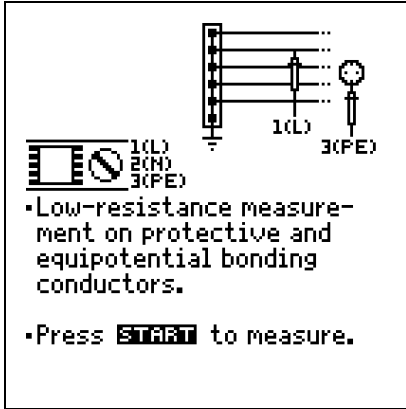 1(L)
3(PE)
1(L)
2(N)
3(PE)
•Low-resistance measure-
ment on protective and
equipotential bonding
conductors.
•Press START to measure.